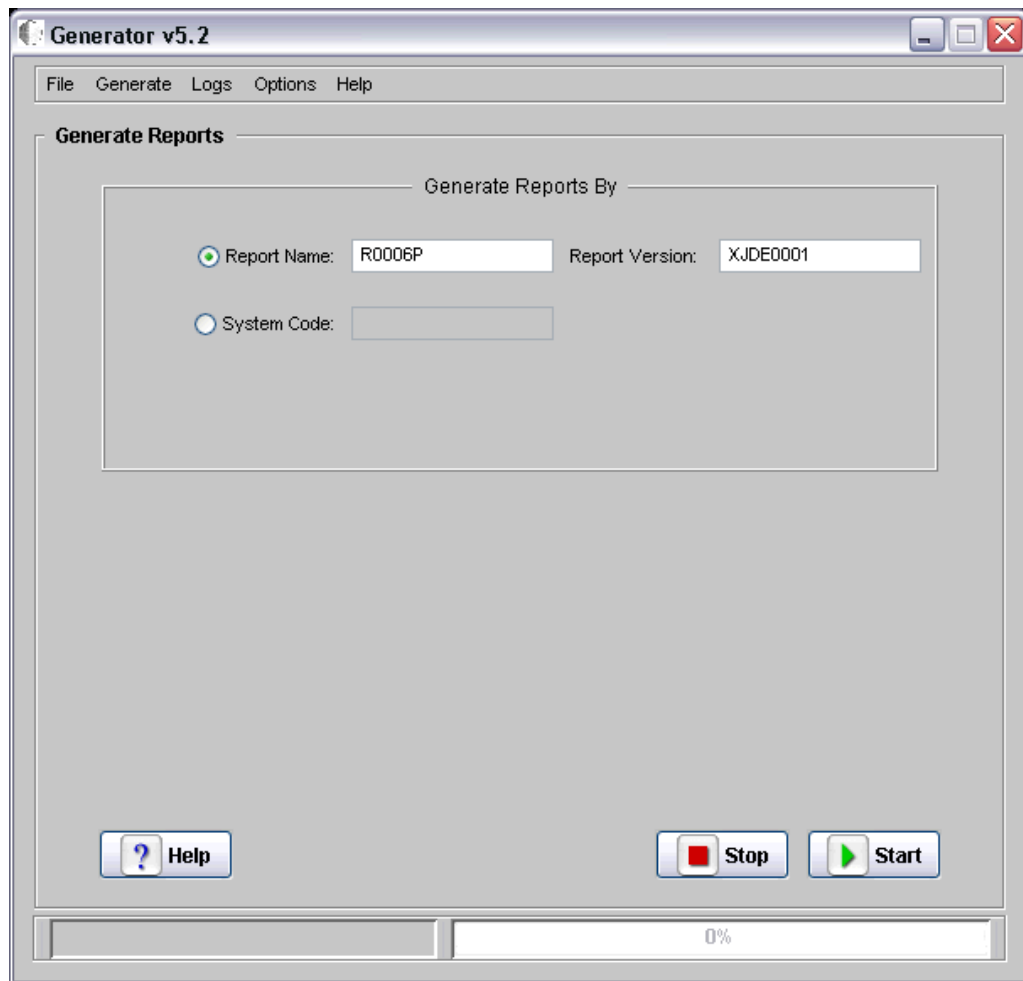 Generator v5.2
File Generate Logs Options Help
Generate Reports
Generate Reports By
Report Name: R0006P Report Version: XJDE0001
System Code:
? Help Stop Start
0%